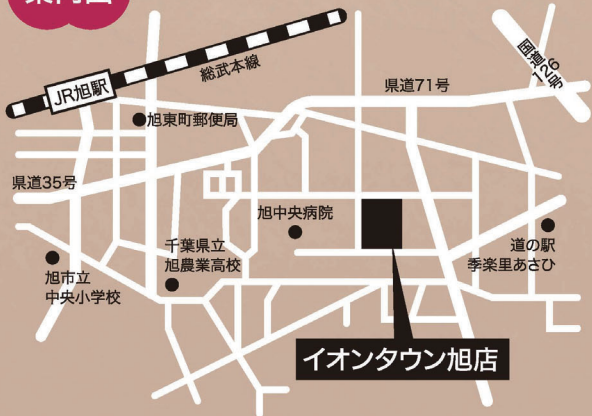 案内図
国道126号
総武本線
JR旭駅
県道71号
旭東町郵便局
県道35号
旭中央病院
千葉県立
旭農業高校
道の駅
季楽里あさひ
旭市立
中央小学校
イオンタウン旭店